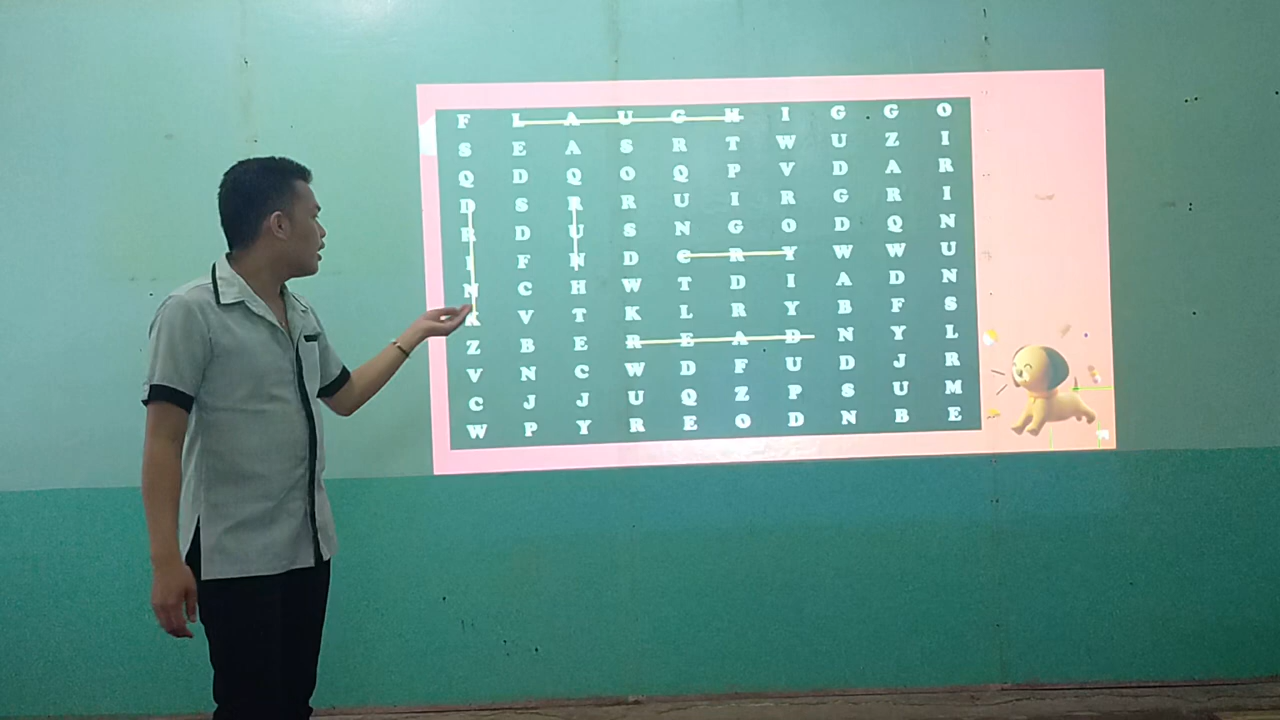 F L A U G H I G G O
S E A S R T W U Z I
Q D Q O Q P V D A R
D S R R U I R G R I
R D U S N G O D Q N
I F N D C R Y W W U
N C H W T D I A D N
K V T K L R Y B F S
Z B E R E A D N Y L
V N C W D F U D J R
C J J U Q Z P S U M
W P Y R E O D N B E